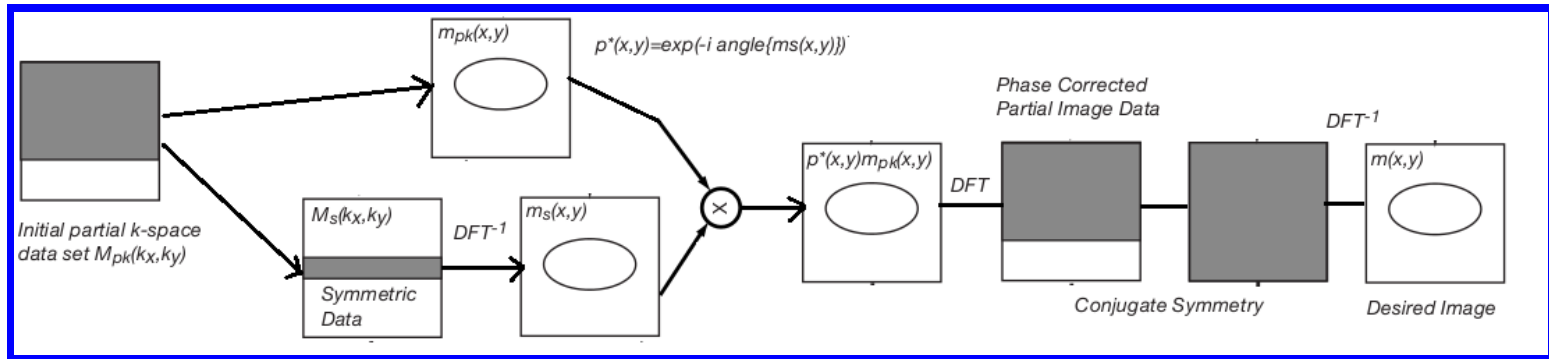 m_pk(x,y)
p*(x,y)=exp(-i angle{ms(x,y)})
Initial partial k-space
data set M_pk(k_x,k_y)
M_s(k_x,k_y)
Symmetric
Data
DFT^-1
m_s(x,y)
X
p*(x,y)m_pk(x,y)
DFT
Phase Corrected
Partial Image Data
Conjugate Symmetry
DFT^-1
m(x,y)
Desired Image